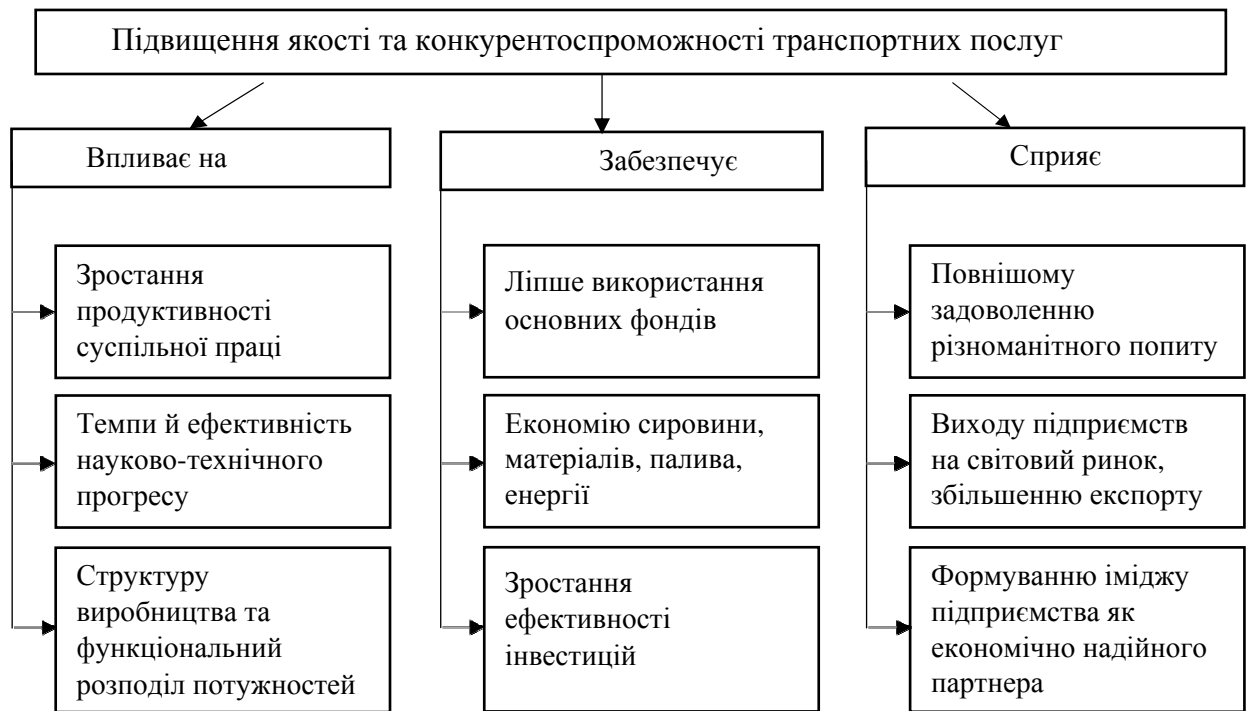 Підвищення якості та конкурентоспроможності транспортних послуг
Впливає на
Зростання
продуктивності
суспільної праці
Темпи й ефективність
науково-технічного
прогресу
Структуру
виробництва та
функціональний
розподіл потужностей
Забезпечує
Ліпше використання
основних фондів
Економію сировини,
матеріалів, палива,
енергії
Зростання
ефективності
інвестицій
Сприяє
Повнішому
задоволенню
різноманітного попиту
Виходу підприємств
на світовий ринок,
збільшенню експорту
Формуванню іміджу
підприємства як
економічно надійного
партнера